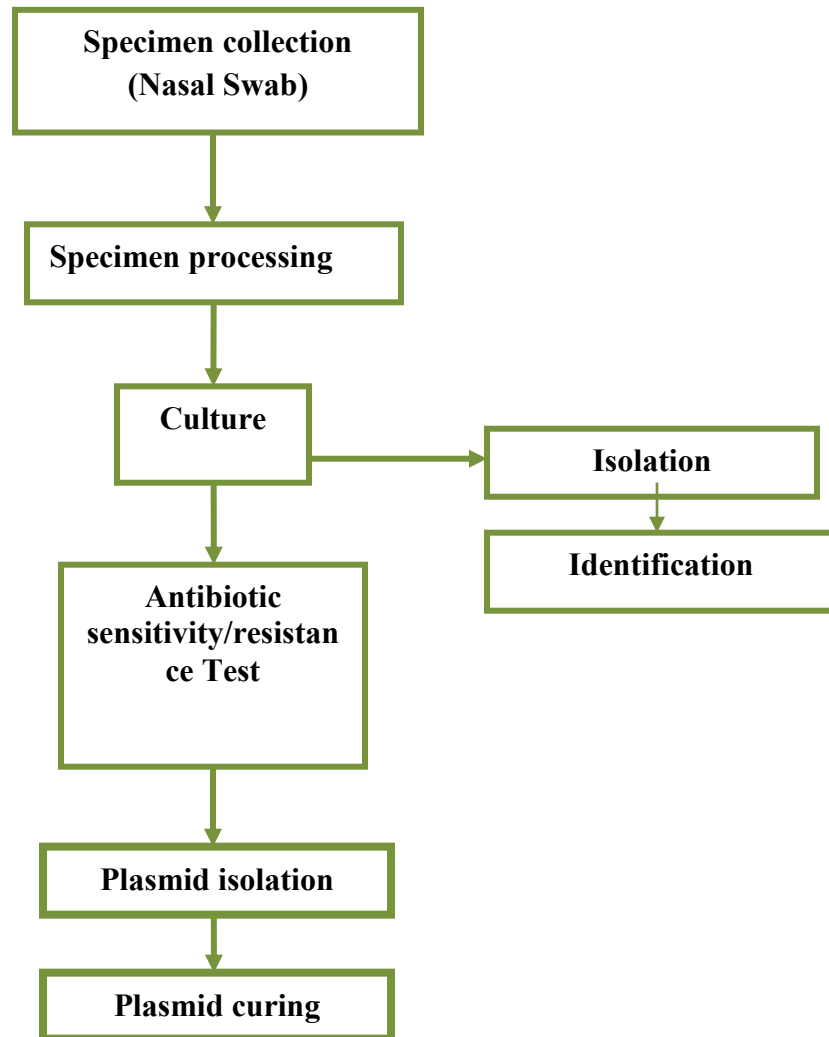 Specimen collection
(Nasal Swab)
Specimen processing
Culture
Isolation
Identification
Antibiotic
sensitivity/resistan
ce Test
Plasmid isolation
Plasmid curing